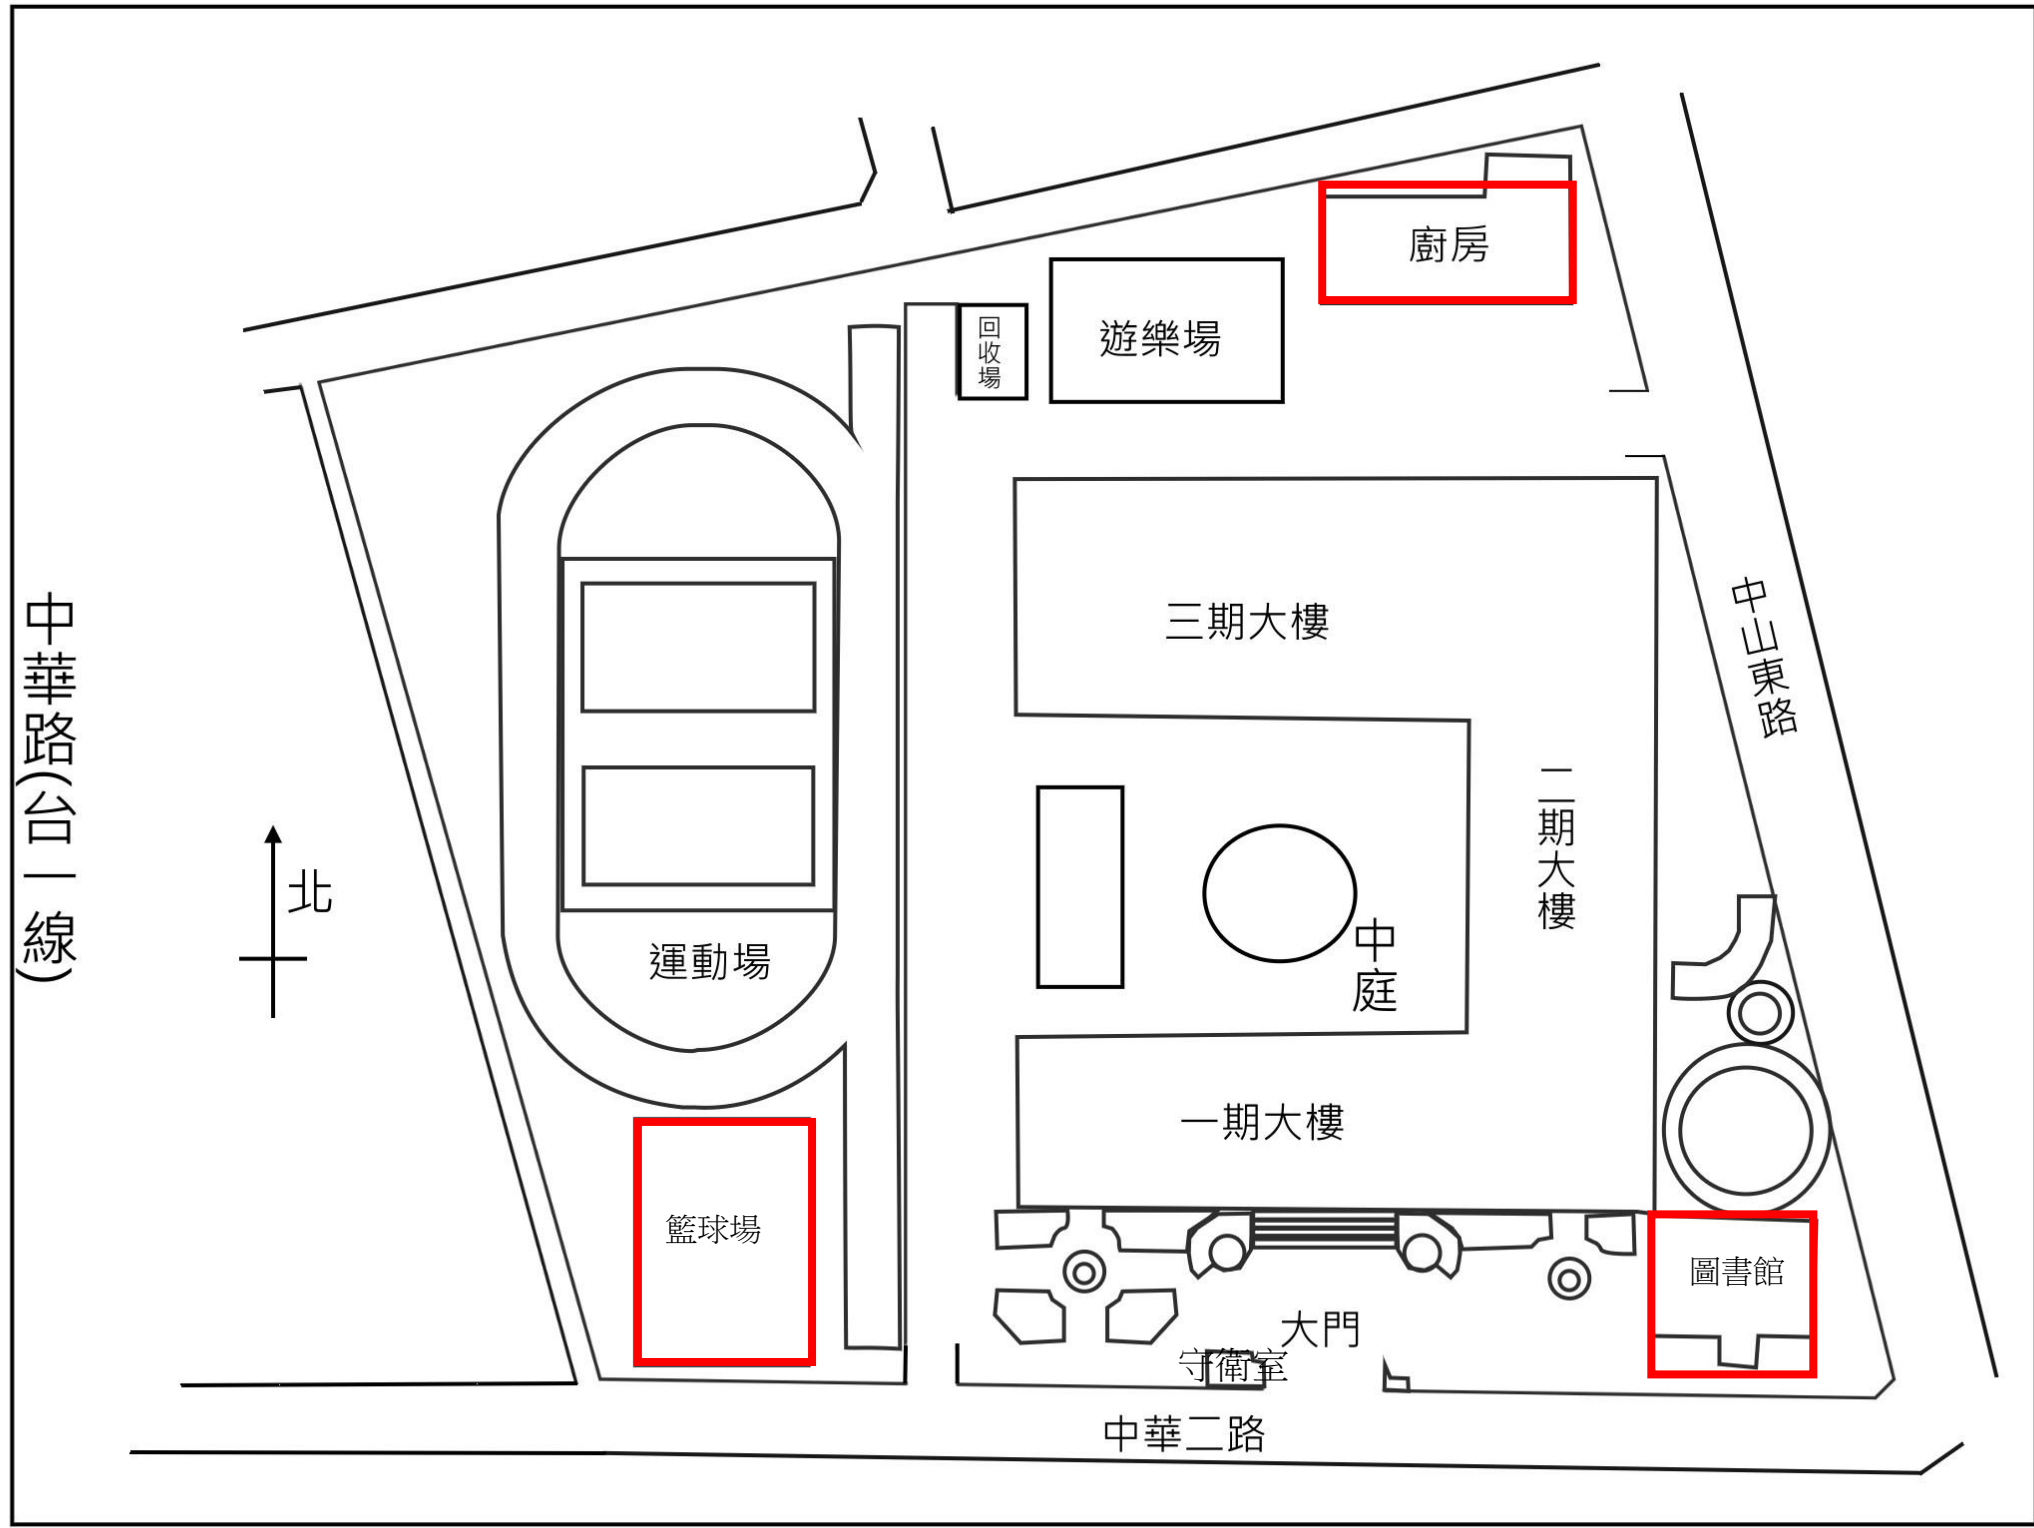 廚房
回收場
遊樂場
三期大樓
中山東路
中華路(台一線)
二期大樓
北
中庭
運動場
一期大樓
籃球場
圖書館
大門
守衛室
中華二路